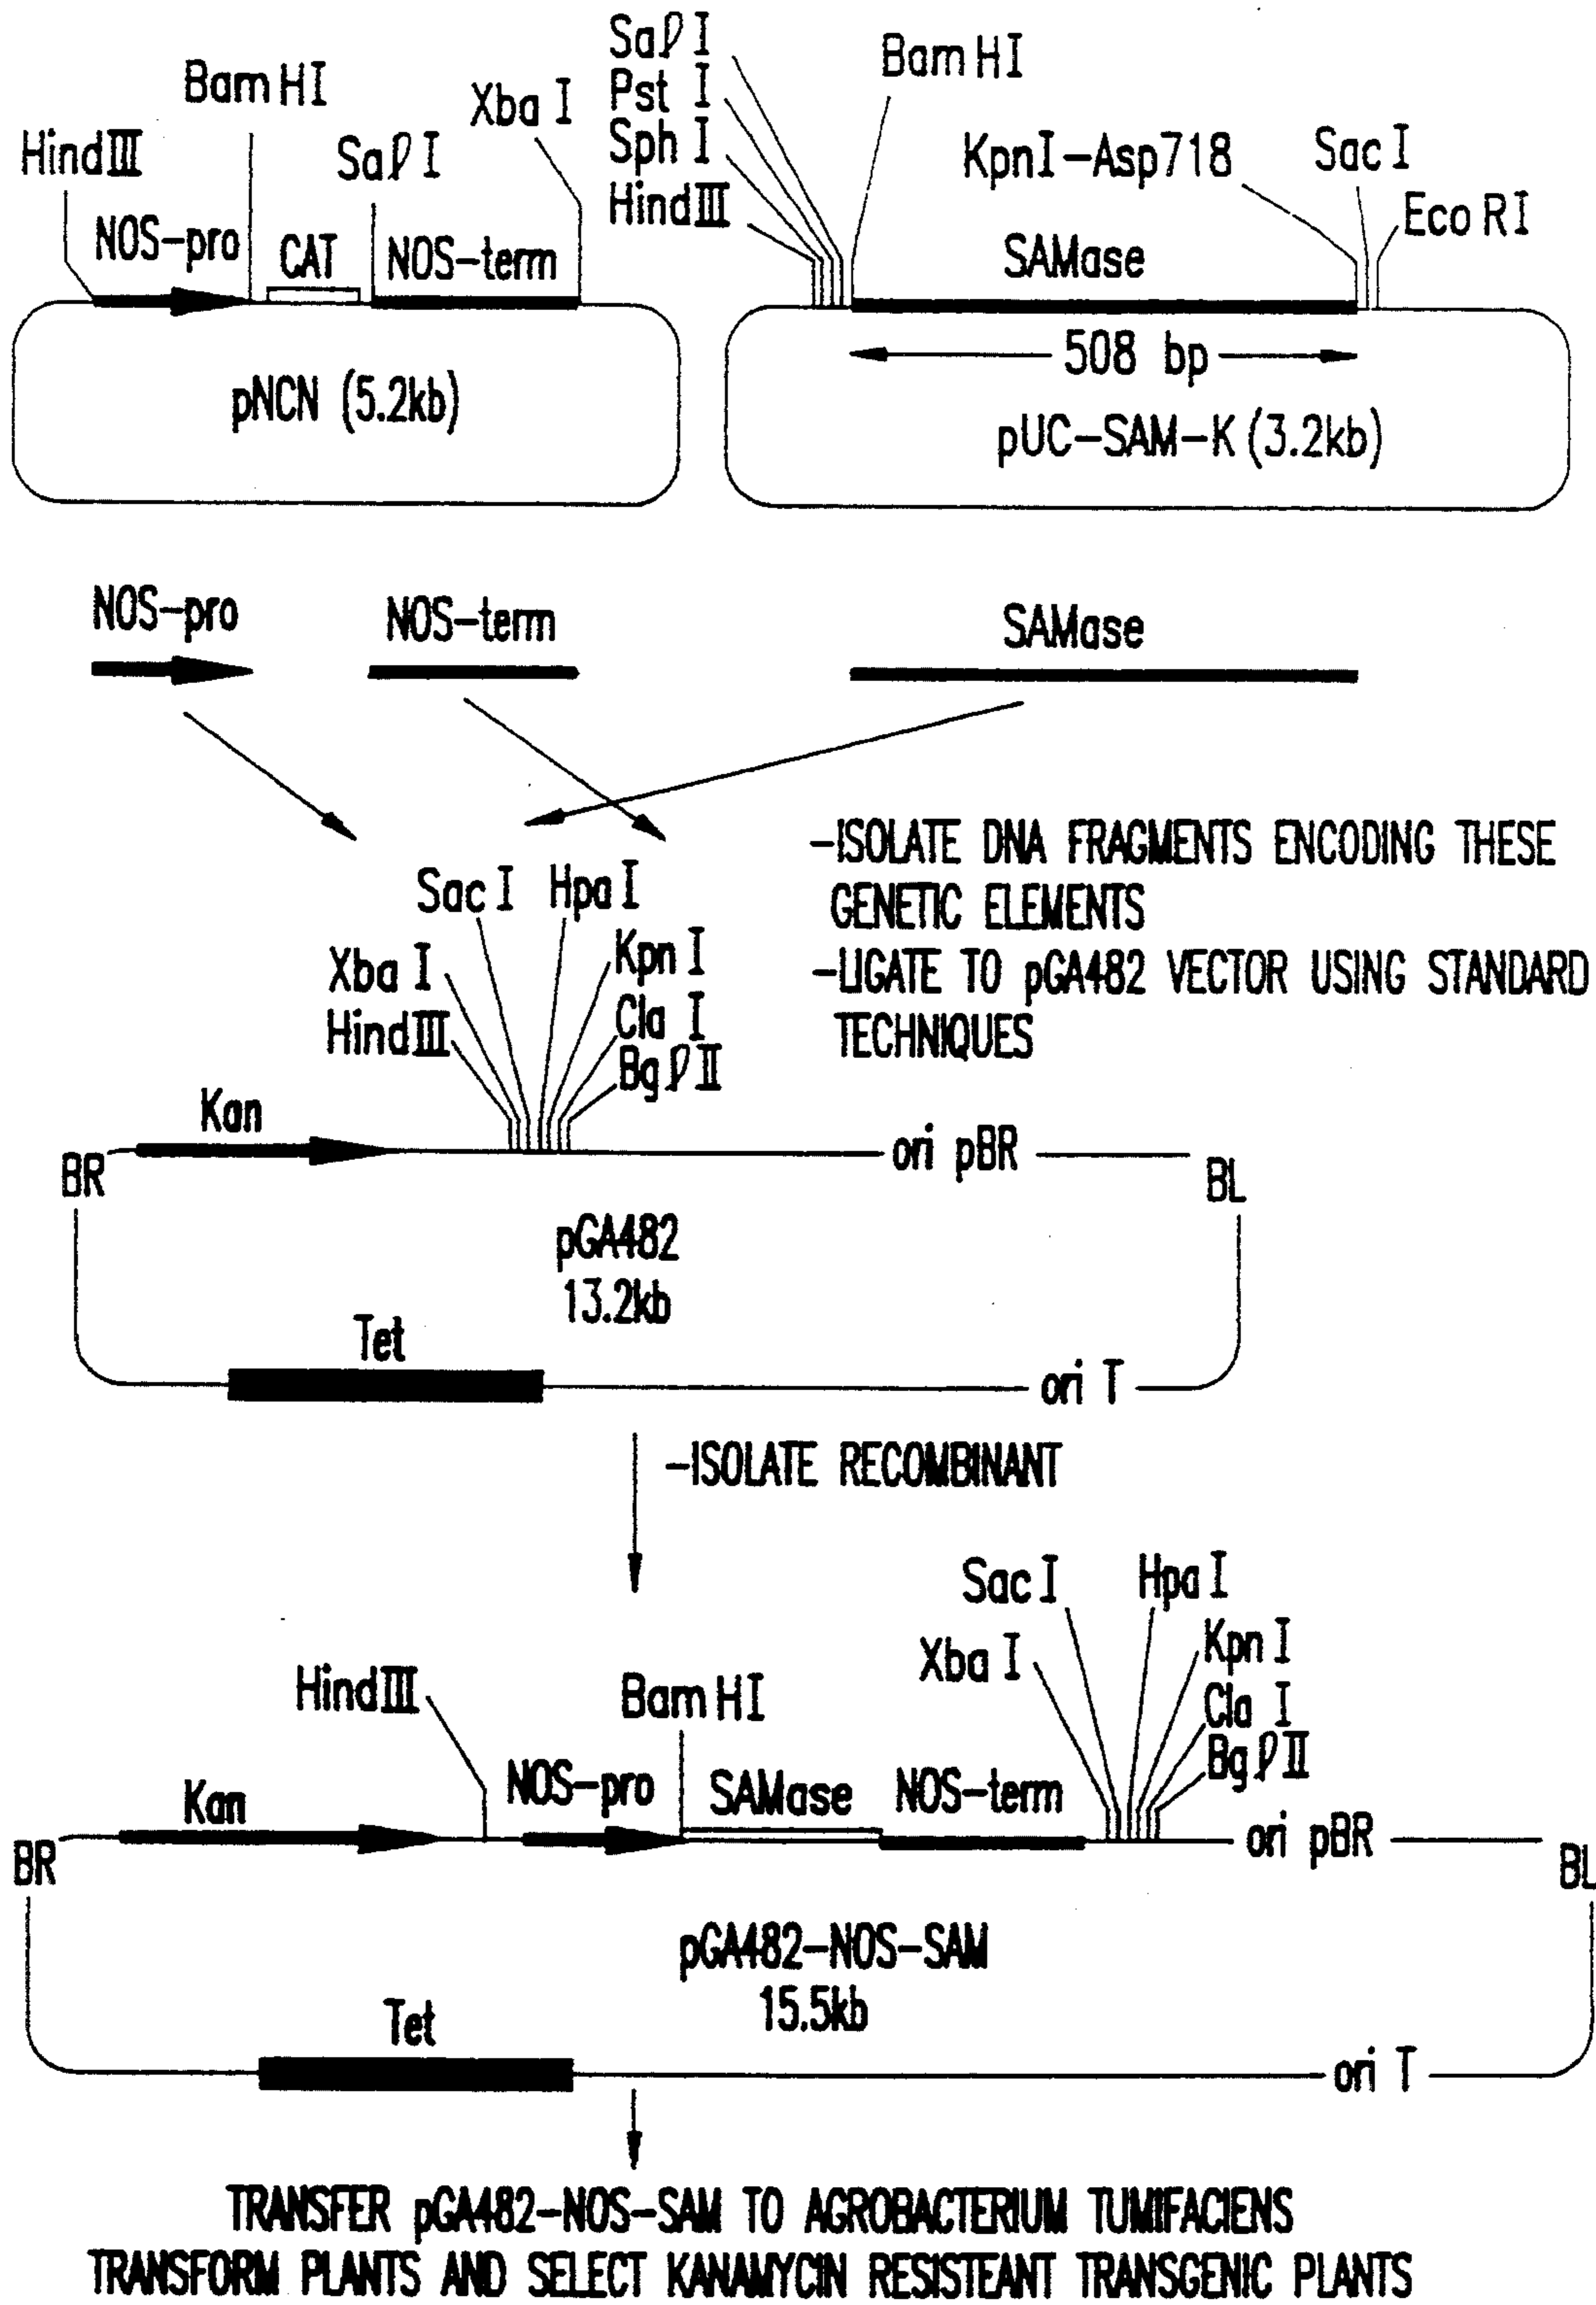 Hind III
Bam HI
Sal I
Xba I
NOS-pro
CAT
NOS-term
pNCN (5.2kb)
Sal I
Pst I
Sph I
Hind III
Bam HI
KpnI-Asp718
Sac I
Eco RI
SAMase
508 bp
pUC-SAM-K (3.2kb)
NOS-pro
NOS-term
SAMase
-ISOLATE DNA FRAGMENTS ENCODING THESE
GENETIC ELEMENTS
-LIGATE TO pGA482 VECTOR USING STANDARD
TECHNIQUES
Sac I
Hpa I
Xba I
Kpn I
Hind III
Cla I
Bgl II
Kan
BR
ori pBR
BL
pGA482
13.2kb
Tet
ori T
-ISOLATE RECOMBINANT
Sac I
Hpa I
Xba I
Kpn I
Hind III
Bam HI
Cla I
Bgl II
Kan
NOS-pro
SAMase
NOS-term
BR
ori pBR
BL
pGA482-NOS-SAM
15.5kb
Tet
ori T
TRANSFER pGA482-NOS-SAM TO AGROBACTERIUM TUMIFACIENS
TRANSFORM PLANTS AND SELECT KANAMYCIN RESISTEANT TRANSGENIC PLANTS